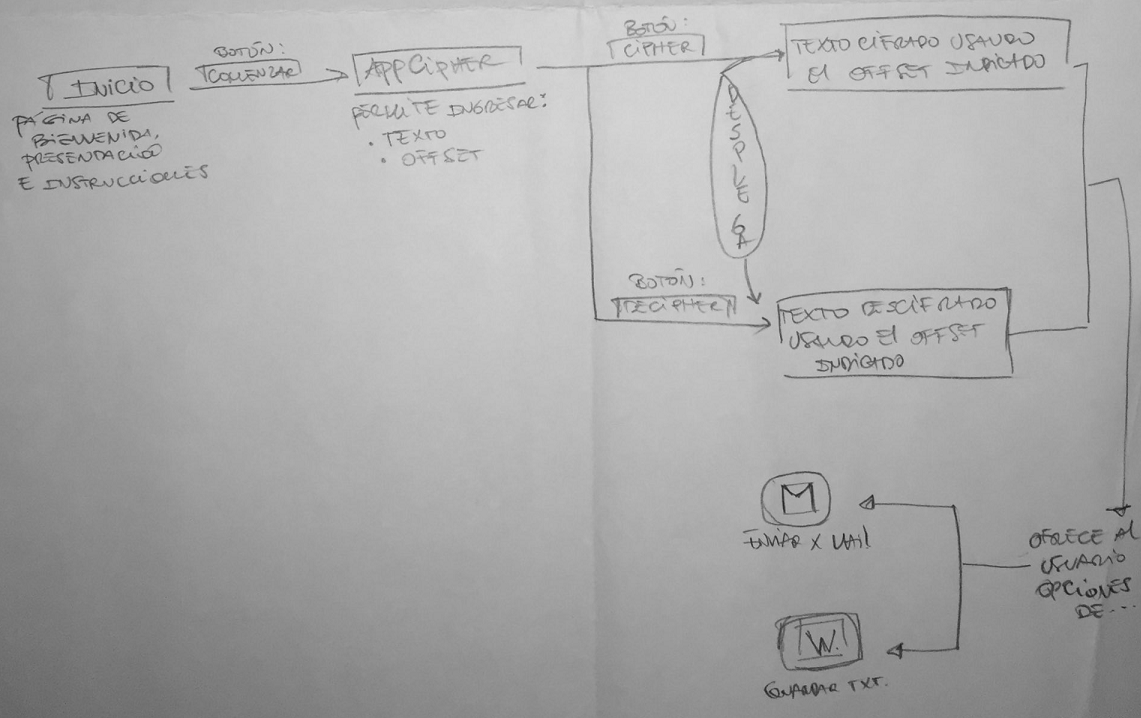 INICIO
PÁGINA DE
BIENVENIDA,
PRESENTACIÓN
E INSTRUCCIONES
BOTÓN:
COMENZAR
APPCIPHER
PERMITE INGRESAR:
• TEXTO
• OFFSET
BOTÓN:
CIPHER
TEXTO CIFRADO USANDO
El OFFSET INDICADO
DESPLIEGA
BOTÓN:
DECIPHER
TEXTO DESCIFRADO
USANDO El OFFSET
INDICADO
OFRECE Al
USUARIO
OPCIONES
DE...
M
ENVIAR X MAIl
W.
GUARDAR TXT.